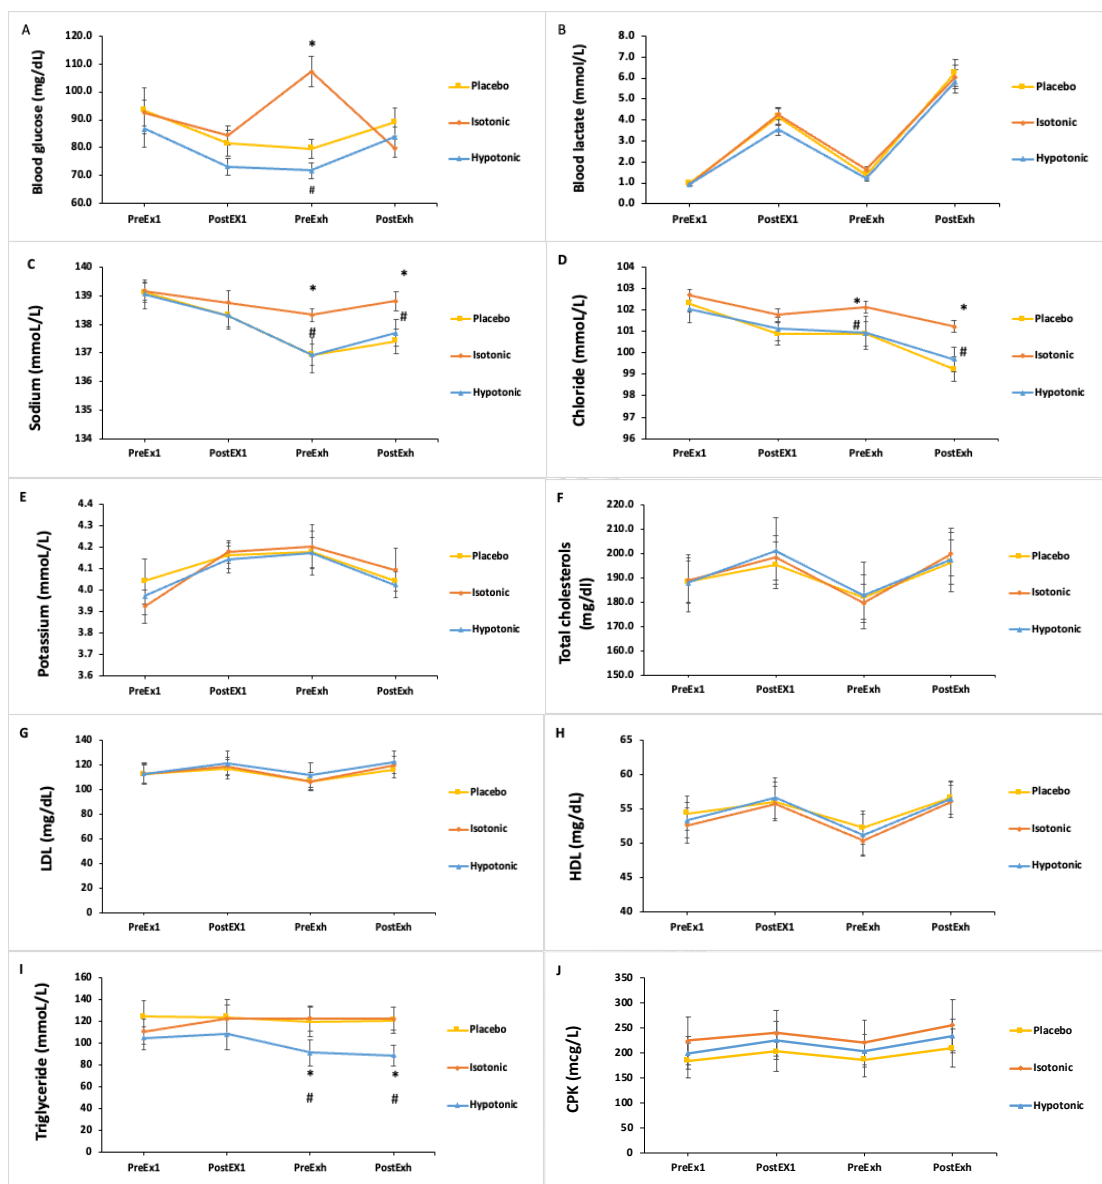 A
Blood glucose (mg/dL)
120.0
110.0
100.0
90.0
80.0
70.0
60.0
*
#
PreEx1 PostEX1 PreExh PostExh
Placebo
Isotonic
Hypotonic
B
Blood lactate (mmol/L)
8.0
7.0
6.0
5.0
4.0
3.0
2.0
1.0
0.0
PreEx1 PostEX1 PreExh PostExh
Placebo
Isotonic
Hypotonic
C
Sodium (mmoL/L)
140
139
138
137
136
135
134
* *
# #
PreEx1 PostEX1 PreExh PostExh
Placebo
Isotonic
Hypotonic
D
Chloride (mmoL/L)
104
103
102
101
100
99
98
97
96
* *
# #
PreEx1 PostEX1 PreExh PostExh
Placebo
Isotonic
Hypotonic
E
Potassium (mmoL/L)
4.4
4.3
4.2
4.1
4.0
3.9
3.8
3.7
3.6
PreEx1 PostEX1 PreExh PostExh
Placebo
Isotonic
Hypotonic
F
Total cholesterols
(mg/dl)
220.0
210.0
200.0
190.0
180.0
170.0
160.0
150.0
PreEx1 PostEX1 PreExh PostExh
Placebo
Isotonic
Hypotonic
G
LDL (mg/dL)
140
120
100
80
60
40
20
0
PreEx1 PostEX1 PreExh PostExh
Placebo
Isotonic
Hypotonic
H
HDL (mg/dL)
65
60
55
50
45
40
PreEx1 PostEX1 PreExh PostExh
Placebo
Isotonic
Hypotonic
I
Triglyceride (mmoL/L)
160
140
120
100
80
60
40
20
0
* *
# #
PreEx1 PostEX1 PreExh PostExh
Placebo
Isotonic
Hypotonic
J
CPK (mcg/L)
350
300
250
200
150
100
50
0
PreEx1 PostEX1 PreExh PostExh
Placebo
Isotonic
Hypotonic